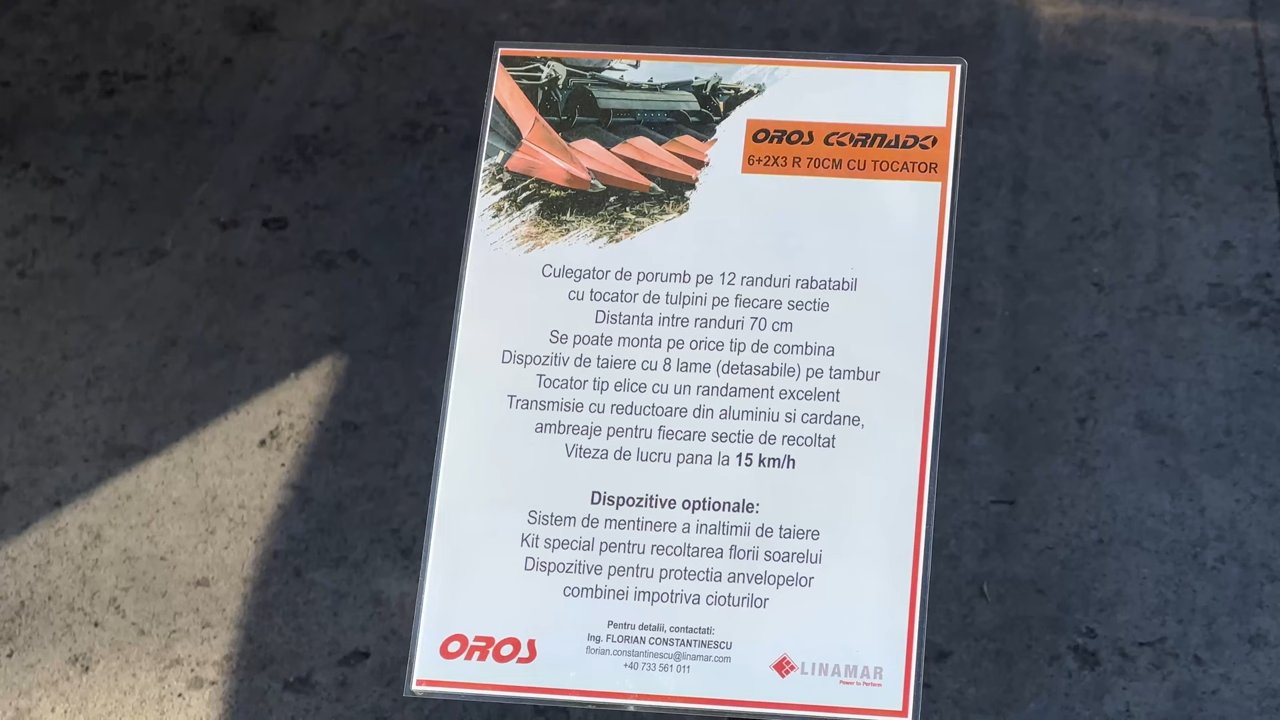 OROS CORNADO
6+2X3 R 70CM CU TOCATOR
Culegator de porumb pe 12 randuri rabatabil
cu tocator de tulpini pe fiecare sectie
Distanta intre randuri 70 cm
Se poate monta pe orice tip de combina
Dispozitiv de taiere cu 8 lame (detasabile) pe tambur
Tocator tip elice cu un randament excelent
Transmisie cu reductoare din aluminiu si cardane,
ambreaje pentru fiecare sectie de recoltat
Viteza de lucru pana la 15 km/h
Dispozitive optionale:
Sistem de mentinere a inaltimii de taiere
Kit special pentru recoltarea florii soarelui
Dispozitive pentru protectia anvelopelor
combinei impotriva cioturilor
Pentru detalii, contactati:
Ing. FLORIAN CONSTANTINESCU
florian.constantinescu@linamar.com
+40 733 561 011
OROS
LINAMAR
Power to Perform